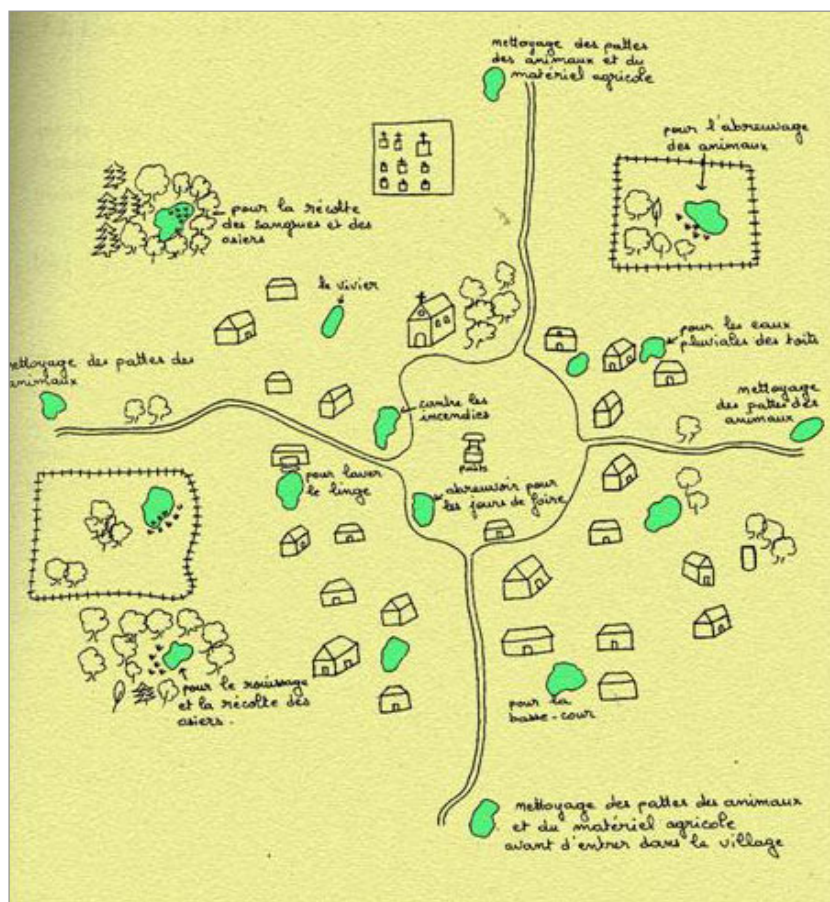 nettoyage des pattes
des animaux et du
matériel agricole
pour l'abreuvage
des animaux
pour la récolte
des sangues et des
osiers
le vivier
pour les eaux
pluviales des toits
nettoyage des pattes des
animaux
nettoyage
des pattes des
animaux
contre les
incendies
puits
pour laver
le linge
abreuvoir pour
les jours de foire
pour le rouissage
et la récolte des
osiers.
pour la
basse-cour
nettoyage des pattes des animaux
et du matériel agricole
avant d'entrer dans le village